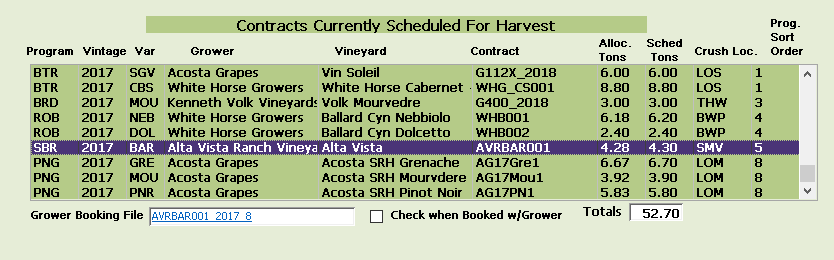 Contracts Currently Scheduled For Harvest
Program Vintage Var Grower Vineyard Contract Alloc. Tons Sched Tons Crush Loc. Prog. Sort Order
BTR 2017 SGV Acosta Grapes Vin Soleil G112X_2018 6.00 6.00 LOS 1
BTR 2017 CBS White Horse Growers White Horse Cabernet WHG_CS001 8.80 8.80 LOS 1
BRD 2017 MOU Kenneth Volk Vineyards Volk Mourvedre G400_2018 3.00 3.00 THW 3
ROB 2017 NEB White Horse Growers Ballard Cyn Nebbiolo WHB001 6.18 6.20 BWP 4
ROB 2017 DOL White Horse Growers Ballard Cyn Dolcetto WHB002 2.40 2.40 BWP 4
SBR 2017 BAR Alta Vista Ranch Vineya Alta Vista AVRBAR001 4.28 4.30 SMV 5
PNG 2017 GRE Acosta Grapes Acosta SRH Grenache AG17Gre1 6.67 6.70 LOM 8
PNG 2017 MOU Acosta Grapes Acosta SRH Mourvdere AG17Mou1 3.92 3.90 LOM 8
PNG 2017 PNR Acosta Grapes Acosta SRH Pinot Noir AG17PN1 5.83 5.80 LOM 8
Grower Booking File AVRBAR001_2017_8 Check when Booked w/Grower Totals 52.70